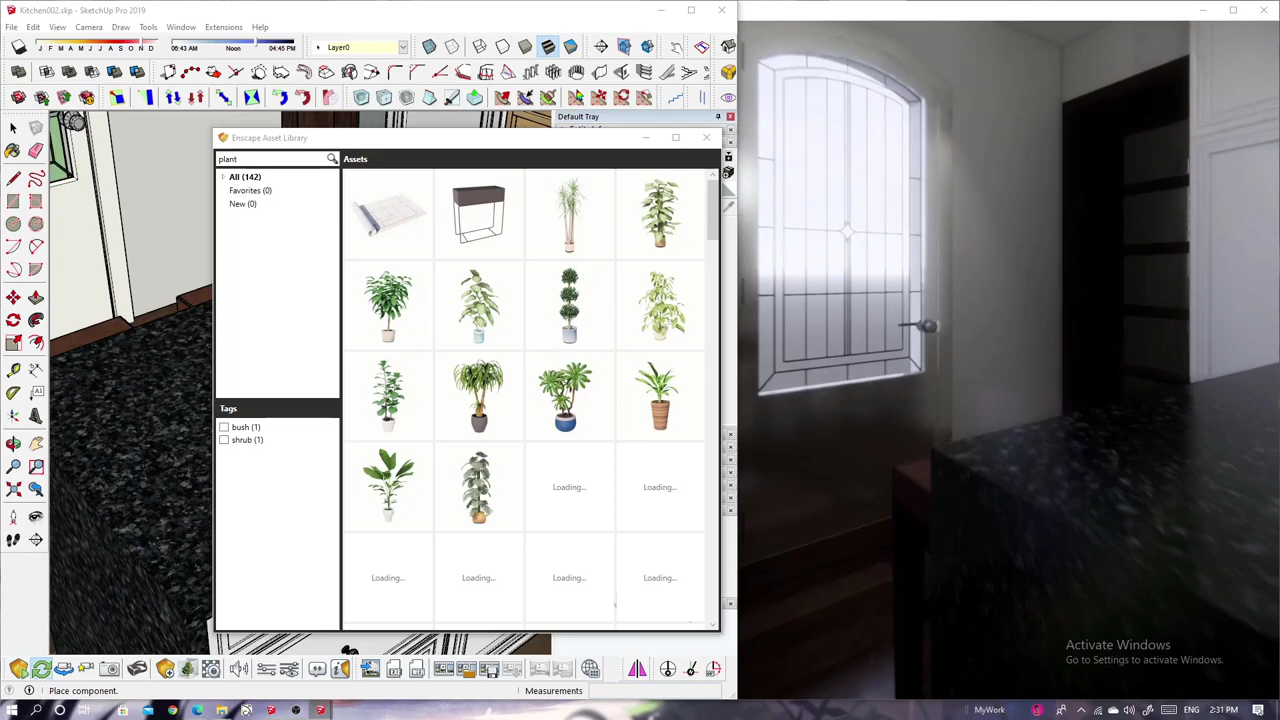 Kitchen002.skp - SketchUp Pro 2019
File Edit View Camera Draw Tools Window Extensions Help
J F M A M J J A S O N D 06:43 AM Noon 04:45 PM Layer0
Default Tray
Enscape Asset Library
plant
Assets
All (142)
Favorites (0)
New (0)
Tags
bush (1)
shrub (1)
Loading...
Loading...
Loading...
Loading...
Loading...
Loading...
Activate Windows
Go to Settings to activate Windows.
Place component.
Measurements
MyWork
ENG
2:31 PM